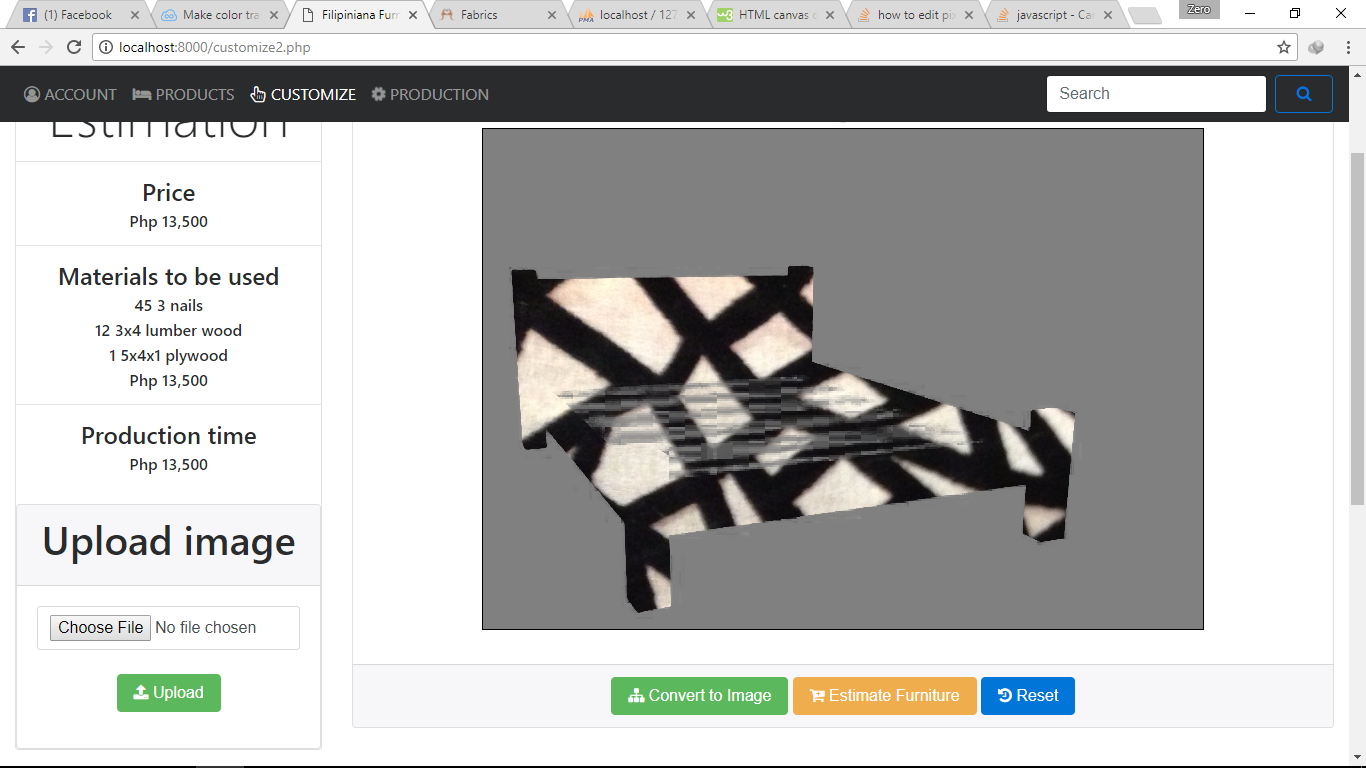 (1) Facebook
Make color tra
Filipiniana Furn
Fabrics
localhost / 127
HTML canvas c
how to edit pix
javascript - Can
Zero
localhost:8000/customize2.php
ACCOUNT PRODUCTS CUSTOMIZE PRODUCTION
Search
Estimation
Price
Php 13,500
Materials to be used
45 3 nails
12 3x4 lumber wood
1 5x4x1 plywood
Php 13,500
Production time
Php 13,500
Upload image
Choose File No file chosen
Upload
Convert to Image
Estimate Furniture
Reset